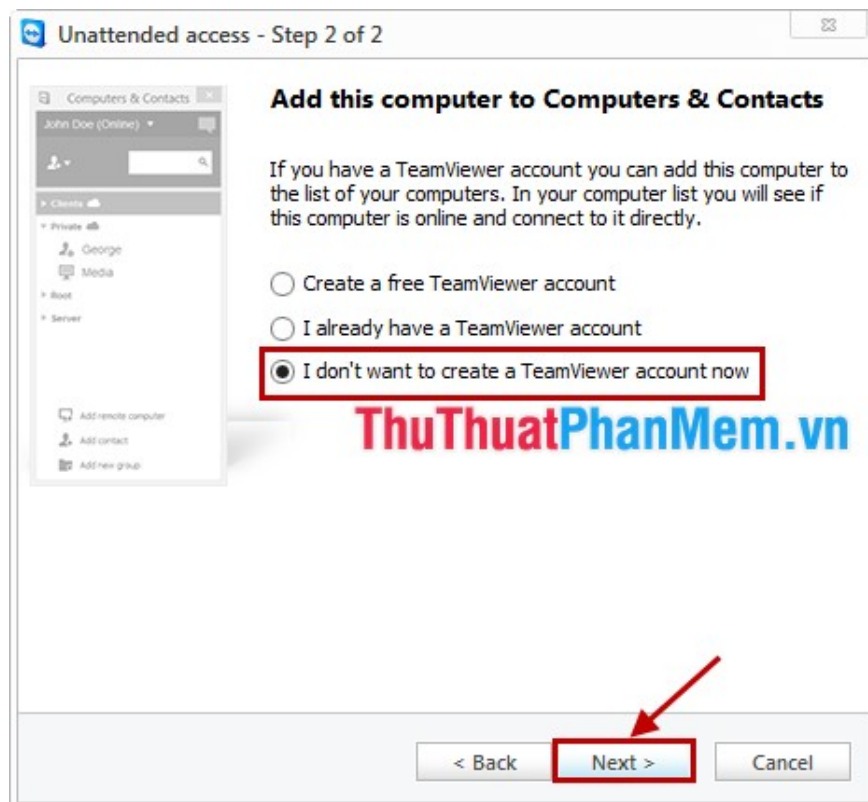 Unattended access - Step 2 of 2
Computers & Contacts
John Doe (Online)
Clients
Private
George
Media
Root
Server
Add remote computer
Add contact
Add new group
Add this computer to Computers & Contacts
If you have a TeamViewer account you can add this computer to
the list of your computers. In your computer list you will see if
this computer is online and connect to it directly.
Create a free TeamViewer account
I already have a TeamViewer account
I don't want to create a TeamViewer account now
ThuThuatPhanMem.vn
< Back
Next >
Cancel